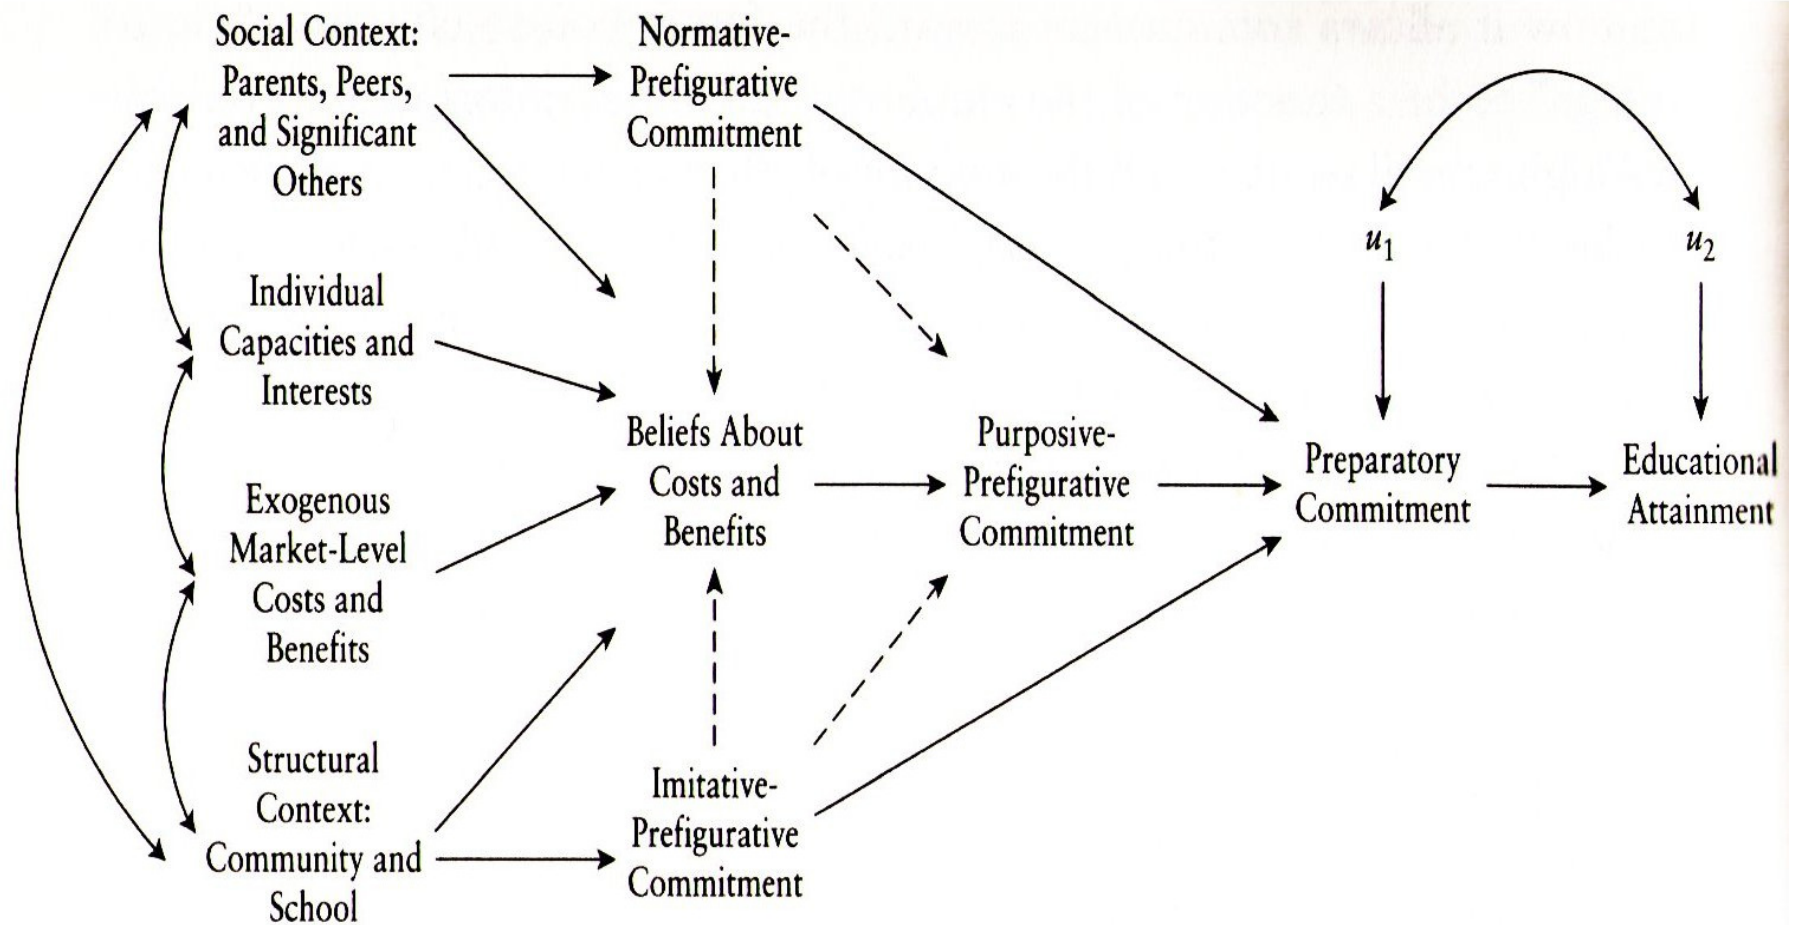 Social Context:
Parents, Peers,
and Significant
Others
Individual
Capacities and
Interests
Exogenous
Market-Level
Costs and
Benefits
Structural
Context:
Community and
School
Normative-
Prefigurative
Commitment
Beliefs About
Costs and
Benefits
Imitative-
Prefigurative
Commitment
Purposive-
Prefigurative
Commitment
u1
Preparatory
Commitment
u2
Educational
Attainment